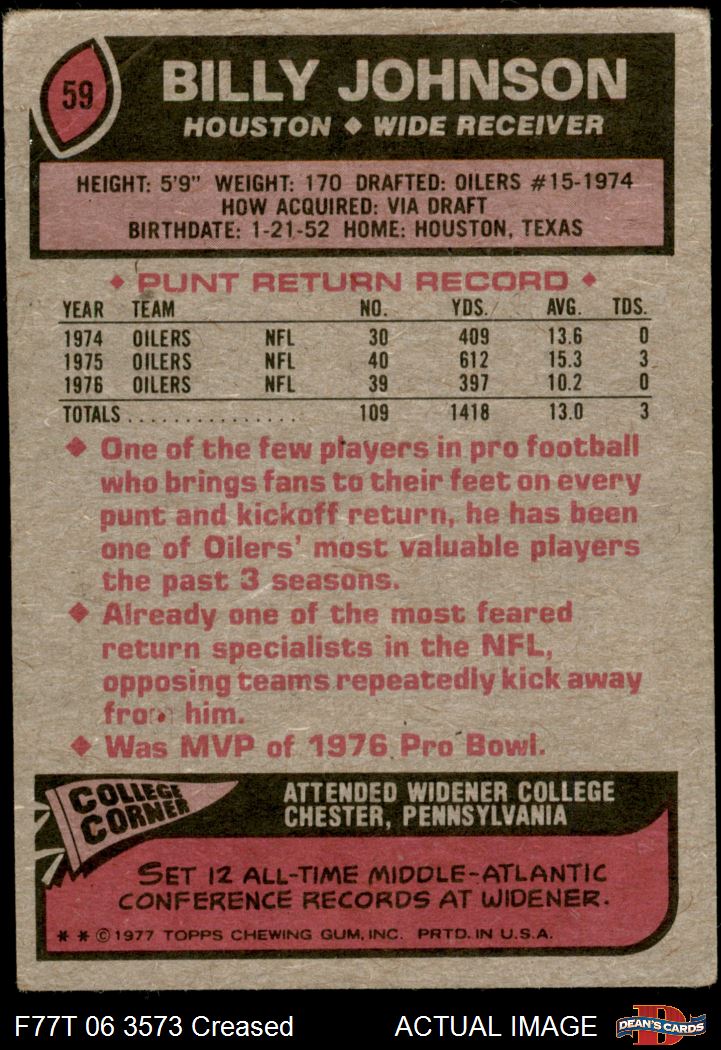 59
BILLY JOHNSON
HOUSTON ◆ WIDE RECEIVER
HEIGHT: 5'9" WEIGHT: 170 DRAFTED: OILERS #15-1974
HOW ACQUIRED: VIA DRAFT
BIRTHDATE: 1-21-52 HOME: HOUSTON, TEXAS
◆ PUNT RETURN RECORD ◆
YEAR TEAM NO. YDS. AVG. TDS.
1974 OILERS NFL 30 409 13.6 0
1975 OILERS NFL 40 612 15.3 3
1976 OILERS NFL 39 397 10.2 0
TOTALS................ 109 1418 13.0 3
◆ One of the few players in pro football
who brings fans to their feet on every
punt and kickoff return, he has been
one of Oilers' most valuable players
the past 3 seasons.
◆ Already one of the most feared
return specialists in the NFL,
opposing teams repeatedly kick away
from him.
◆ Was MVP of 1976 Pro Bowl.
COLLEGE
CORNER
ATTENDED WIDENER COLLEGE
CHESTER, PENNSYLVANIA
SET 12 ALL-TIME MIDDLE-ATLANTIC
CONFERENCE RECORDS AT WIDENER.
* * © 1977 TOPPS CHEWING GUM, INC. PRTD. IN U.S.A.
F77T 06 3573 Creased ACTUAL IMAGE
DEAN'S CARDS